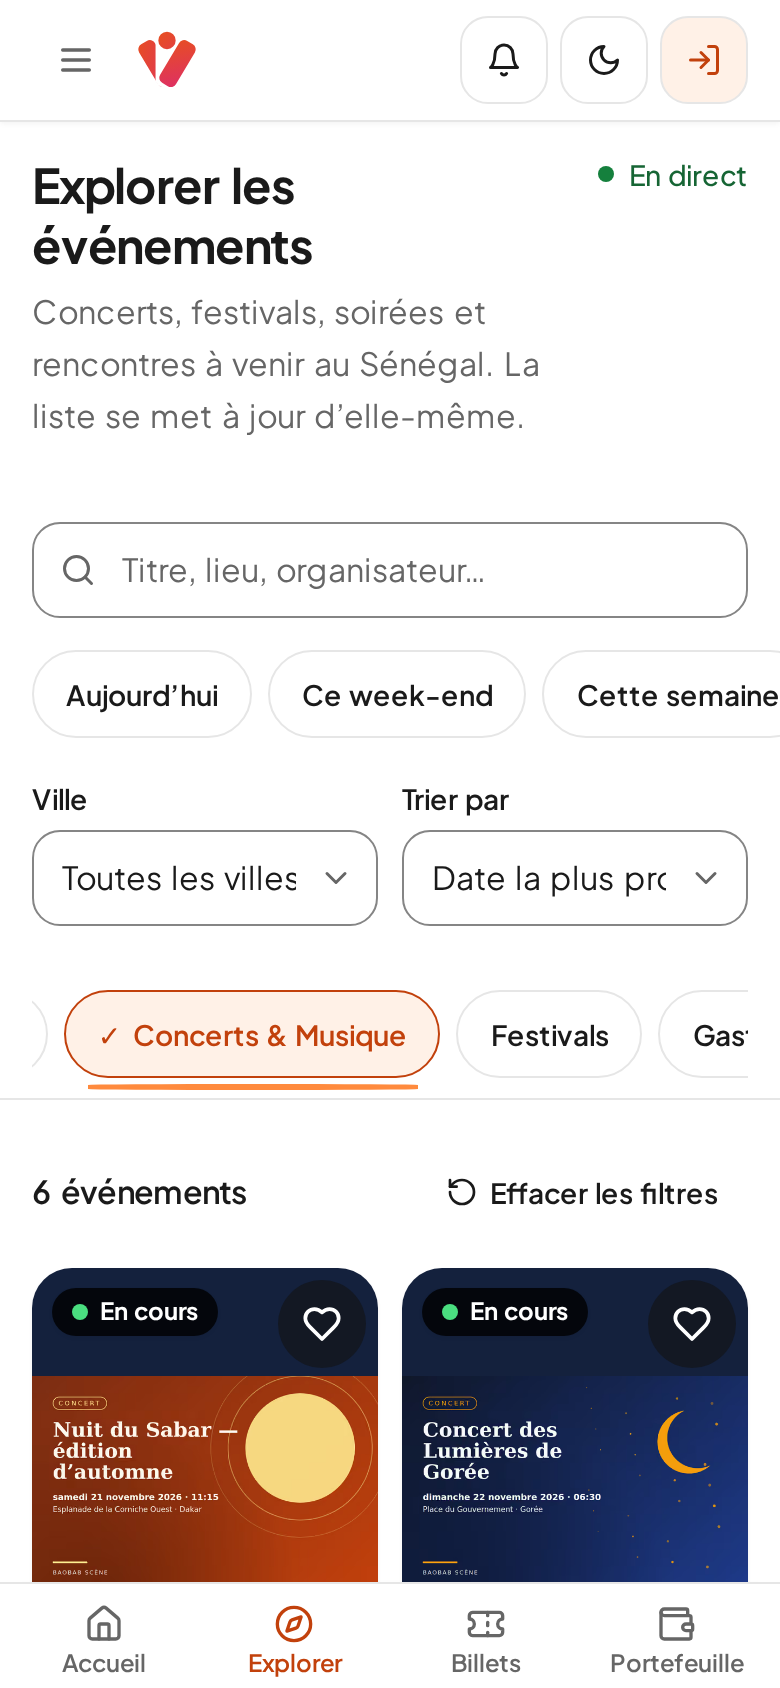 Explorer les
événements
En direct
Concerts, festivals, soirées et
rencontres à venir au Sénégal. La
liste se met à jour d’elle-même.
Titre, lieu, organisateur…
Aujourd’hui
Ce week-end
Cette semaine
Ville
Trier par
Toutes les villes
Date la plus pro
✓ Concerts & Musique
Festivals
Gast
6 événements
Effacer les filtres
En cours
CONCERT
Nuit du Sabar —
édition
d’automne
samedi 21 novembre 2026 · 11:15
Esplanade de la Corniche Ouest · Dakar
BAOBAB SCÈNE
En cours
CONCERT
Concert des
Lumières de
Gorée
dimanche 22 novembre 2026 · 06:30
Place du Gouvernement · Gorée
BAOBAB SCÈNE
Accueil
Explorer
Billets
Portefeuille